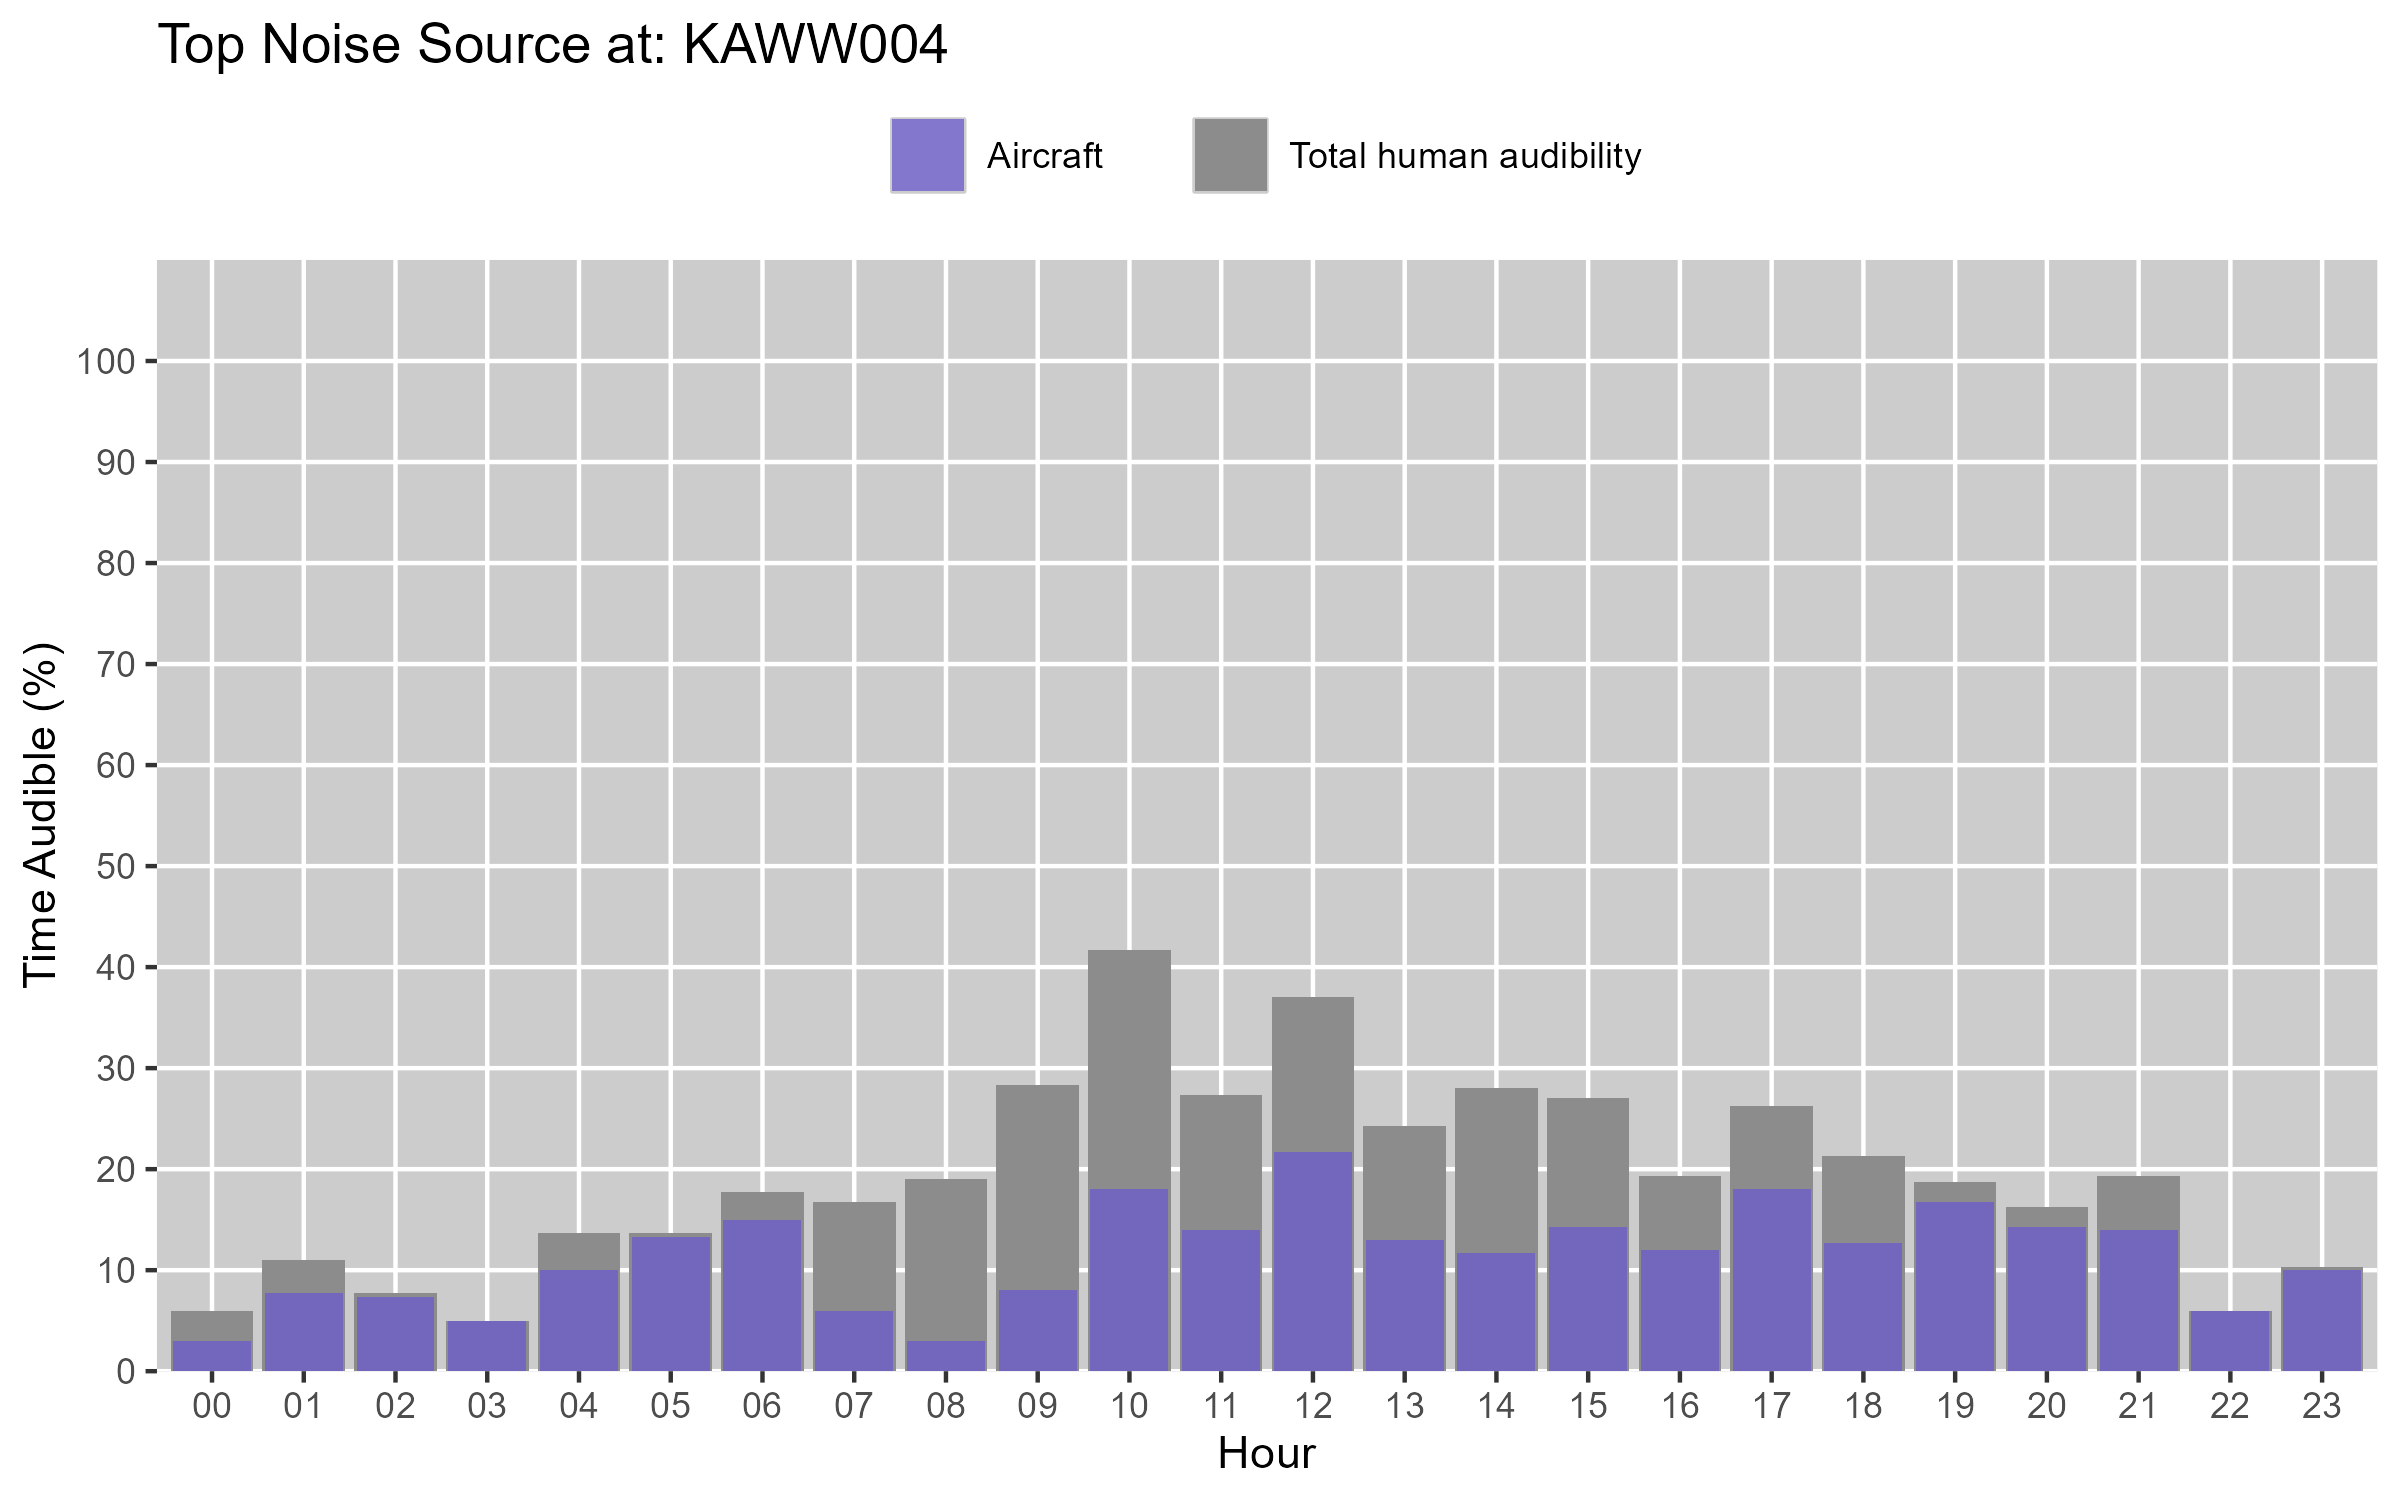 Top Noise Source at: KAWW004
Aircraft Total human audibility
Time Audible (%)
100
90
80
70
60
50
40
30
20
10
0
00 01 02 03 04 05 06 07 08 09 10 11 12 13 14 15 16 17 18 19 20 21 22 23
Hour